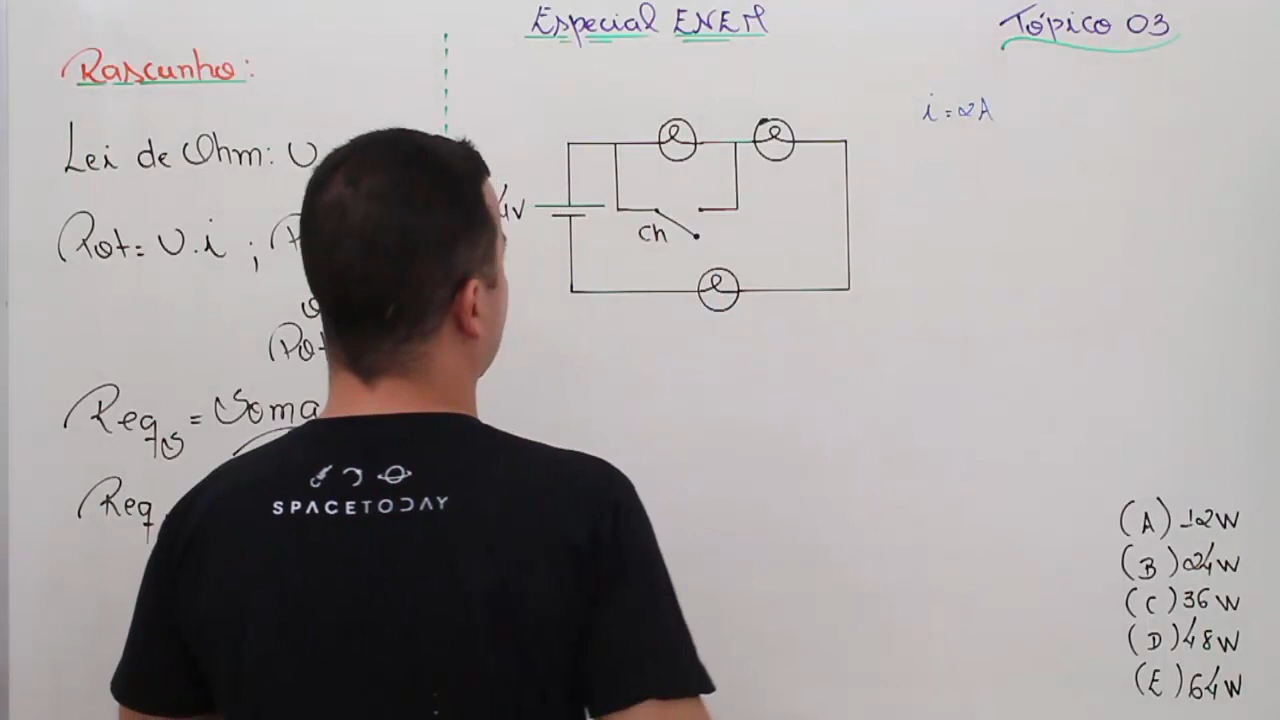 Especial ENEM
Tópico 03
Rascunho:
Lei de Ohm: U
i = 2A
Pot = U.i ;
Ch
Pot
Req s = Soma
Req
SPACETODAY
(A) 12W
(B) 24W
(C) 36W
(D) 48W
(E) 64W